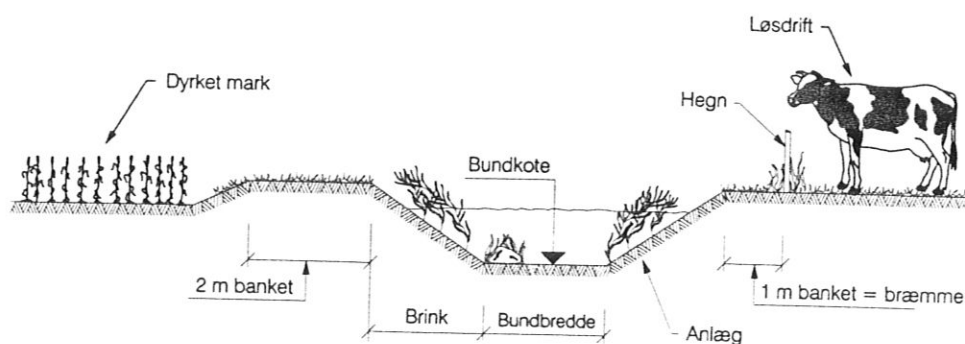 Løsdrift
Dyrket mark
Hegn
Bundkote
2 m banket
1 m banket = bræmme
Brink
Bundbredde
Anlæg